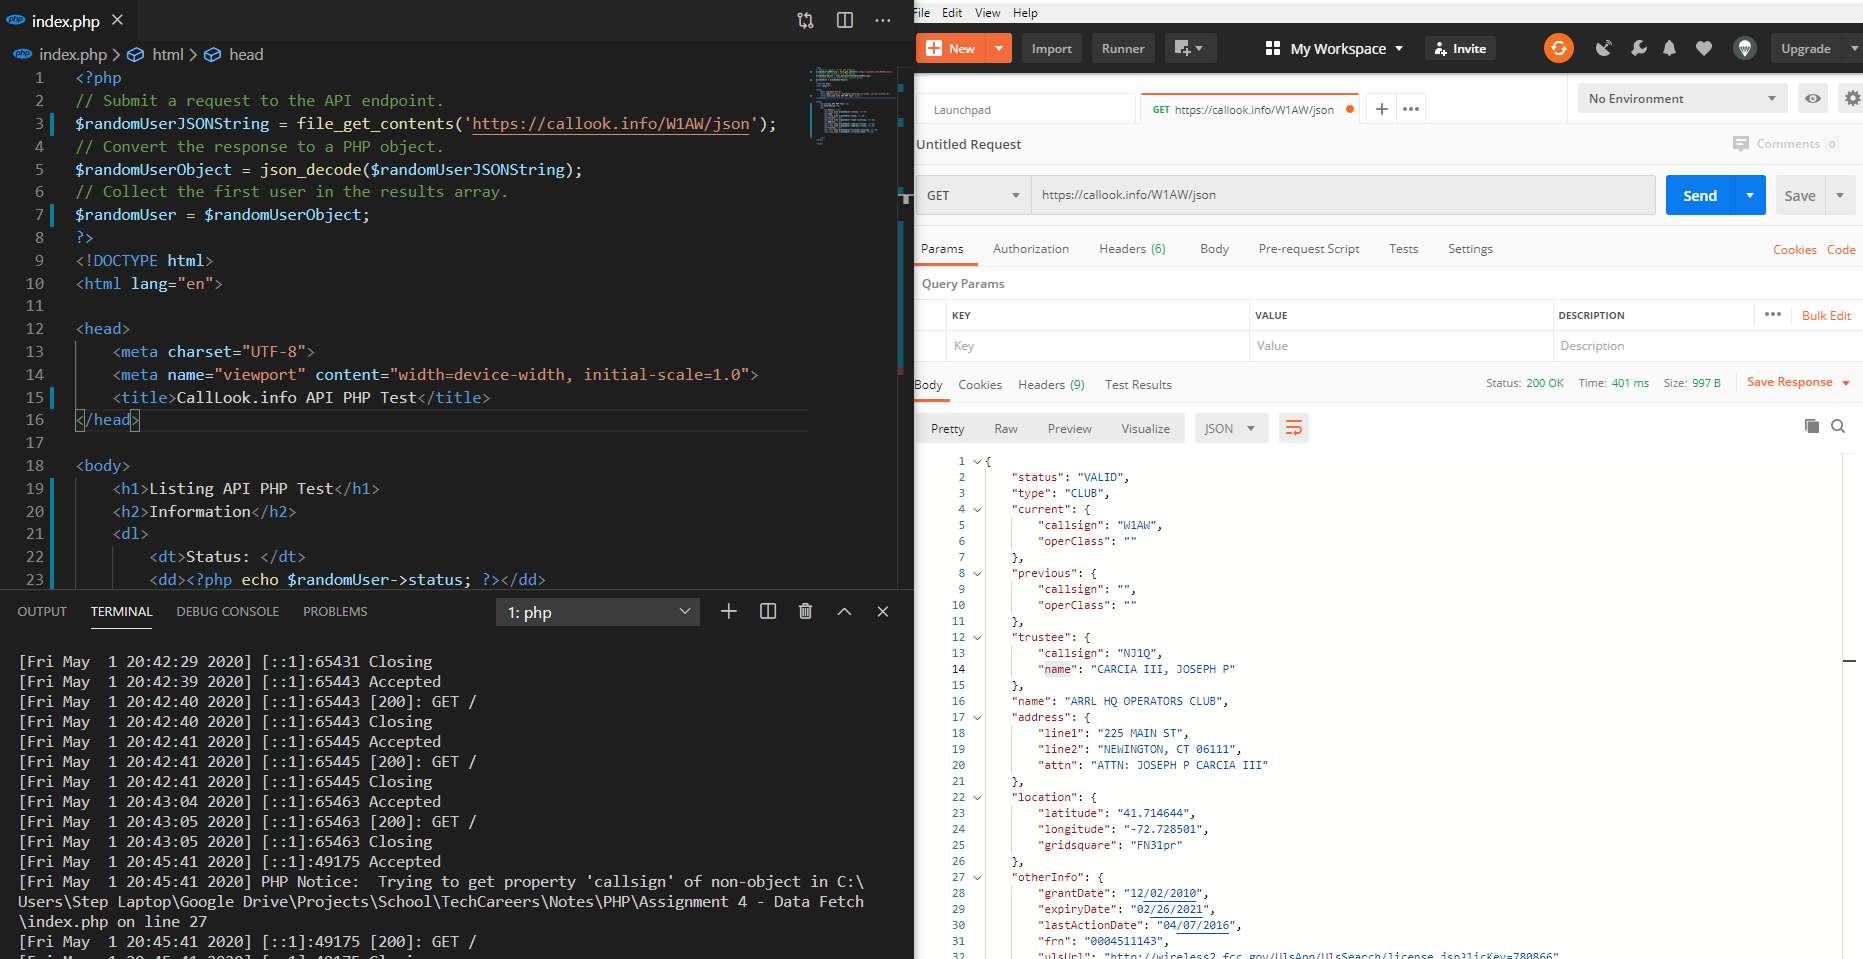 index.php
index.php > html > head
1 <?php
2 // Submit a request to the API endpoint.
3 $randomUserJSONString = file_get_contents('https://callook.info/W1AW/json');
4 // Convert the response to a PHP object.
5 $randomUserObject = json_decode($randomUserJSONString);
6 // Collect the first user in the results array.
7 $randomUser = $randomUserObject;
8 ?>
9 <!DOCTYPE html>
10 <html lang="en">
11
12 <head>
13 <meta charset="UTF-8">
14 <meta name="viewport" content="width=device-width, initial-scale=1.0">
15 <title>CallLook.info API PHP Test</title>
16 </head>
17
18 <body>
19 <h1>Listing API PHP Test</h1>
20 <h2>Information</h2>
21 <dl>
22 <dt>Status: </dt>
23 <dd><?php echo $randomUser->status; ?></dd>
OUTPUT TERMINAL DEBUG CONSOLE PROBLEMS 1: php
[Fri May  1 20:42:29 2020] [::1]:65431 Closing
[Fri May  1 20:42:39 2020] [::1]:65443 Accepted
[Fri May  1 20:42:40 2020] [::1]:65443 [200]: GET /
[Fri May  1 20:42:40 2020] [::1]:65443 Closing
[Fri May  1 20:42:41 2020] [::1]:65445 Accepted
[Fri May  1 20:42:41 2020] [::1]:65445 [200]: GET /
[Fri May  1 20:42:41 2020] [::1]:65445 Closing
[Fri May  1 20:43:04 2020] [::1]:65463 Accepted
[Fri May  1 20:43:05 2020] [::1]:65463 [200]: GET /
[Fri May  1 20:43:05 2020] [::1]:65463 Closing
[Fri May  1 20:45:41 2020] [::1]:49175 Accepted
[Fri May  1 20:45:41 2020] PHP Notice:  Trying to get property 'callsign' of non-object in C:\
Users\Step Laptop\Google Drive\Projects\School\TechCareers\Notes\PHP\Assignment 4 - Data Fetch
\index.php on line 27
[Fri May  1 20:45:41 2020] [::1]:49175 [200]: GET /
File Edit View Help
New Import Runner My Workspace Invite Upgrade
Launchpad GET https://callook.info/W1AW/json No Environment
Untitled Request Comments 0
GET https://callook.info/W1AW/json Send Save
Params Authorization Headers (6) Body Pre-request Script Tests Settings Cookies Code
Query Params
KEY VALUE DESCRIPTION Bulk Edit
Key Value Description
Body Cookies Headers (9) Test Results Status: 200 OK Time: 401 ms Size: 997 B Save Response
Pretty Raw Preview Visualize JSON
1 {
2 "status": "VALID",
3 "type": "CLUB",
4 "current": {
5 "callsign": "W1AW",
6 "operClass": ""
7 },
8 "previous": {
9 "callsign": "",
10 "operClass": ""
11 },
12 "trustee": {
13 "callsign": "NJ1Q",
14 "name": "CARCIA III, JOSEPH P"
15 },
16 "name": "ARRL HQ OPERATORS CLUB",
17 "address": {
18 "line1": "225 MAIN ST",
19 "line2": "NEWINGTON, CT 06111",
20 "attn": "ATTN: JOSEPH P CARCIA III"
21 },
22 "location": {
23 "latitude": "41.714644",
24 "longitude": "-72.728501",
25 "gridsquare": "FN31pr"
26 },
27 "otherInfo": {
28 "grantDate": "12/02/2010",
29 "expiryDate": "02/26/2021",
30 "lastActionDate": "04/07/2016",
31 "frn": "0004511143",
32 "ulsUrl": "http://wireless2.fcc.gov/UlsApp/UlsSearch/license.jsp?licKey=780866"